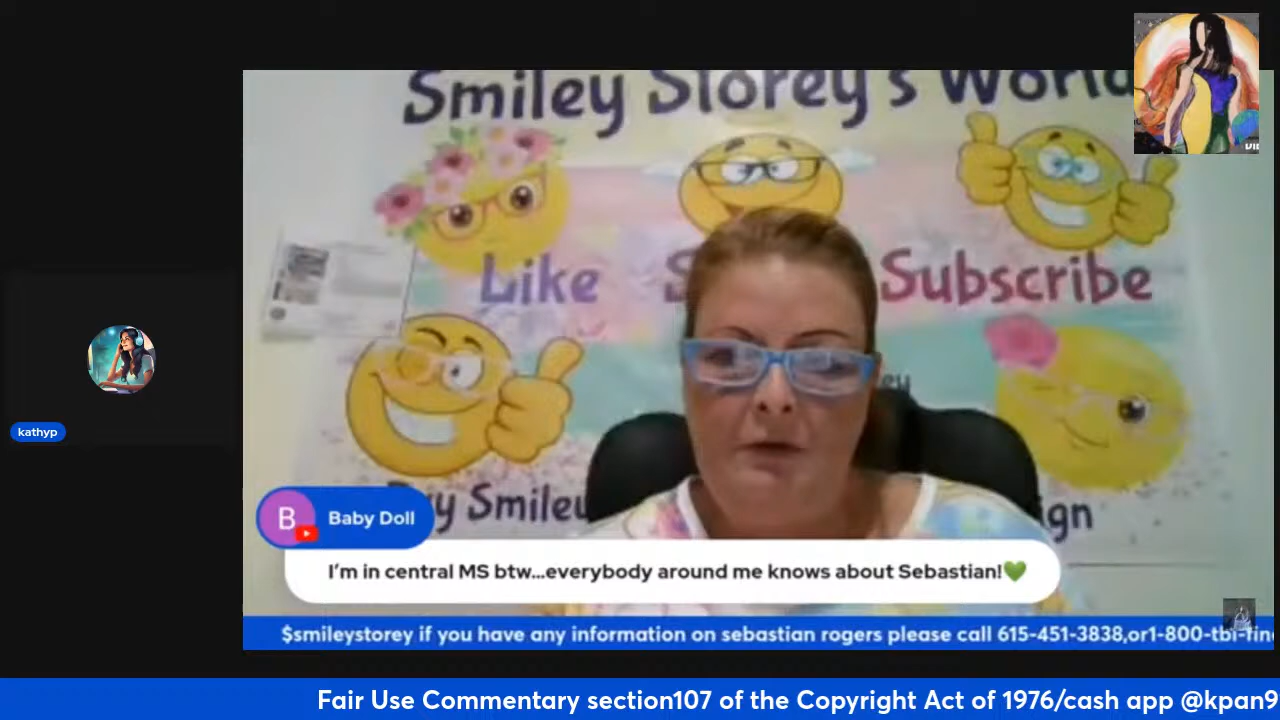 Smiley Storey's World
Like
Subscribe
kathyp
B
Baby Doll
I'm in central MS btw...everybody around me knows about Sebastian!💚
$smileystorey if you have any information on sebastian rogers please call 615-451-3838,or1-800-tbi-fin
Fair Use Commentary section107 of the Copyright Act of 1976/cash app @kpan9